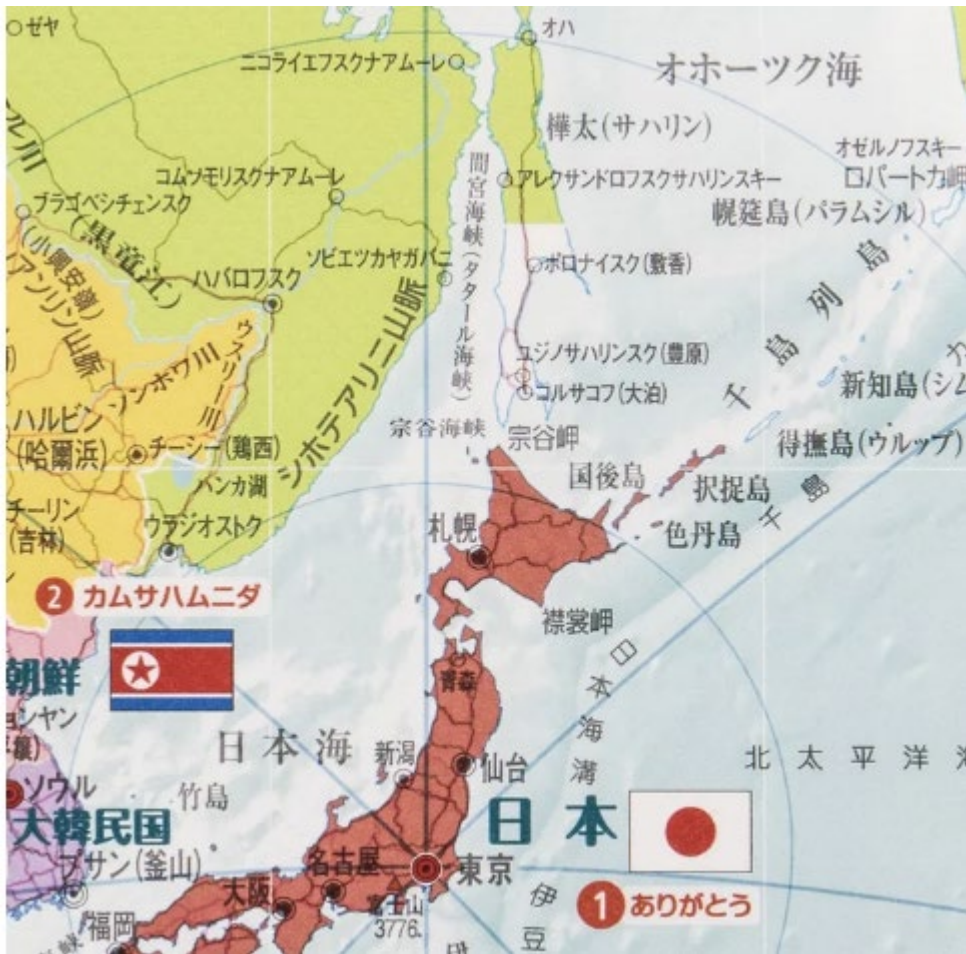 ゼヤ
オハ
ニコライエフスクナアムーレ
オホーツク海
樺太(サハリン)
間宮海峡(タタール海峡)
オゼルノフスキー
ロパートカ岬
コムソモリスクナアムーレ
アレクサンドロフスクサハリンスキー
ブラゴベシチェンスク
幌筵島(パラムシル)
(黒竜江)
(小興安嶺)
ソビエツカヤガバニ
ポロナイスク(敷香)
ハバロフスク
千島列島
ウスリー川
シホテアリニ山脈
ユジノサハリンスク(豊原)
コルサコフ(大泊)
新知島(シム
ハルビン
(哈爾浜)
チーシー(鶏西)
宗谷海峡
宗谷岬
得撫島(ウルップ)
ハンカ湖
国後島
択捉島
千島
チーリン
(吉林)
ウラジオストク
札幌
色丹島
2 カムサハムニダ
襟裳岬
朝鮮
青森
日本海溝
日本海
新潟
仙台
北太平洋
ソウル
竹島
大韓民国
日本
プサン(釜山)
名古屋
東京
大阪
富士山
3776
1 ありがとう
福岡
伊豆